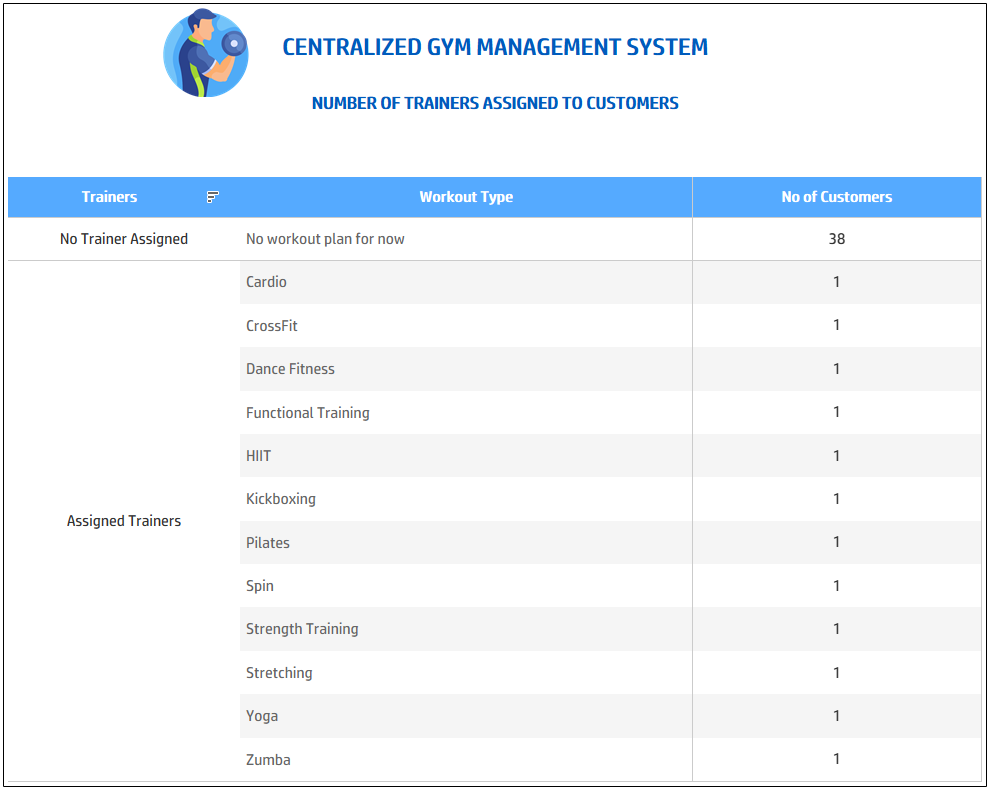 CENTRALIZED GYM MANAGEMENT SYSTEM
NUMBER OF TRAINERS ASSIGNED TO CUSTOMERS
Trainers Workout Type No of Customers
No Trainer Assigned No workout plan for now 38
Cardio 1
CrossFit 1
Dance Fitness 1
Functional Training 1
HIIT 1
Kickboxing 1
Assigned Trainers
Pilates 1
Spin 1
Strength Training 1
Stretching 1
Yoga 1
Zumba 1